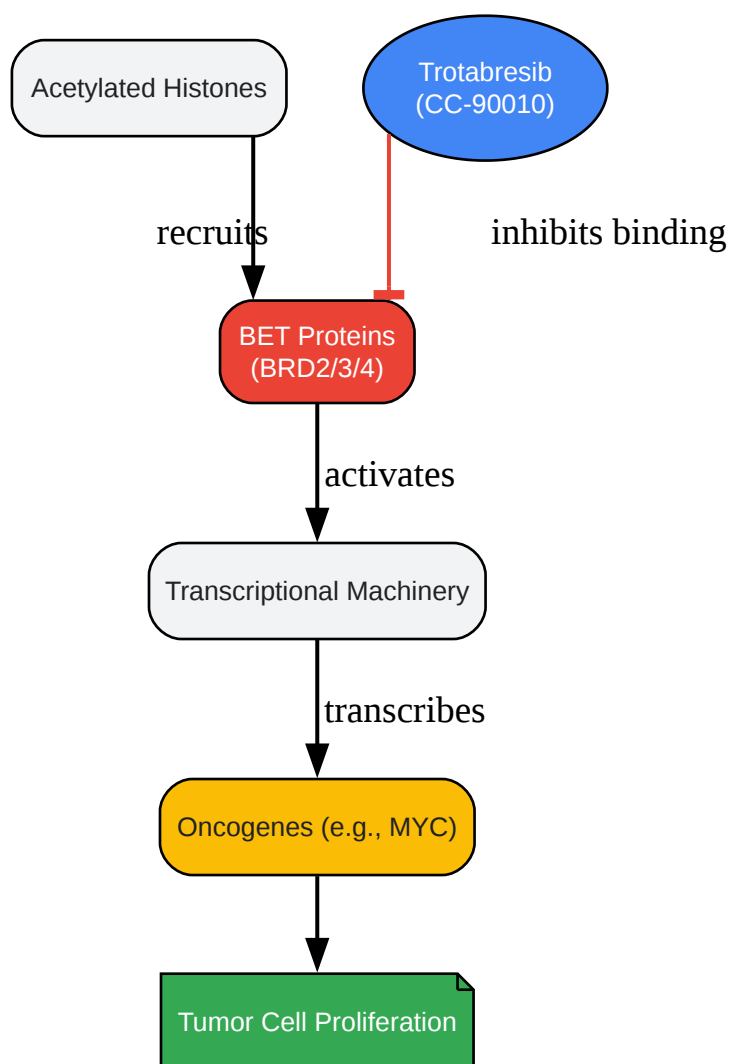 Acetylated Histones
Trotabresib
(CC-90010)
recruits
inhibits binding
BET Proteins
(BRD2/3/4)
activates
Transcriptional Machinery
transcribes
Oncogenes (e.g., MYC)
Tumor Cell Proliferation